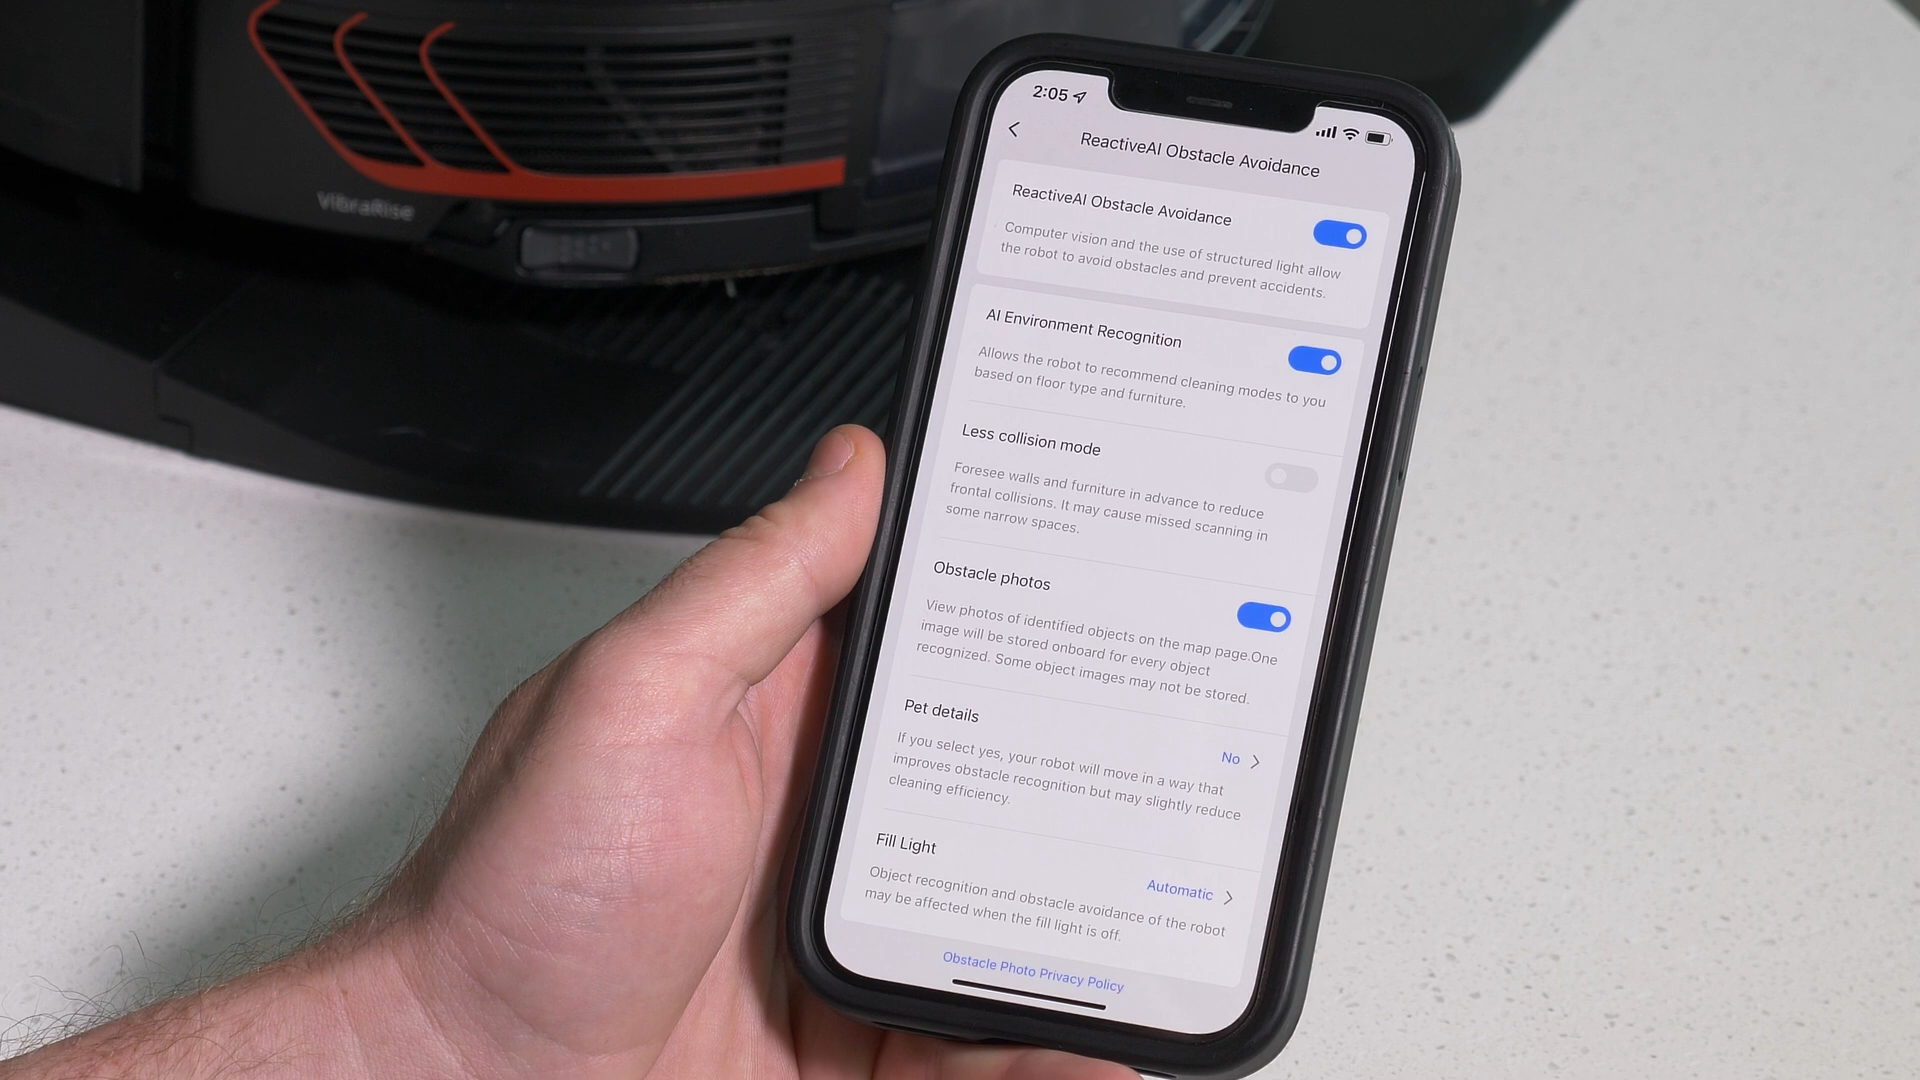 VibraRise
2:05
ReactiveAI Obstacle Avoidance
ReactiveAI Obstacle Avoidance
Computer vision and the use of structured light allow
the robot to avoid obstacles and prevent accidents.
AI Environment Recognition
Allows the robot to recommend cleaning modes to you
based on floor type and furniture.
Less collision mode
Foresee walls and furniture in advance to reduce
frontal collisions. It may cause missed scanning in
some narrow spaces.
Obstacle photos
View photos of identified objects on the map page.One
image will be stored onboard for every object
recognized. Some object images may not be stored.
Pet details
No
If you select yes, your robot will move in a way that
improves obstacle recognition but may slightly reduce
cleaning efficiency.
Fill Light
Automatic
Object recognition and obstacle avoidance of the robot
may be affected when the fill light is off.
Obstacle Photo Privacy Policy